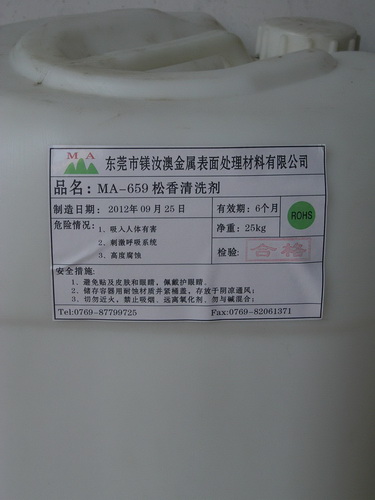 MA
东莞市镁汝澳金属表面处理材料有限公司
品名: MA-659 松香清洗剂
制造日期: 2012年09月25日
有效期: 6个月
ROHS
危险情况:
1、吸入人体有害
2、刺激呼吸系统
3、高度腐蚀
净重: 25kg
检验:
合格
安全措施:
1、避免贴及皮肤和眼睛, 佩戴护眼睛.
2、储存容器用耐蚀材质并紧桶盖, 存放于阴凉通风;
3、切勿近火, 禁止吸烟、远离氧化剂、勿与碱混合;
Tel:0769-87799725
Fax:0769-82061371